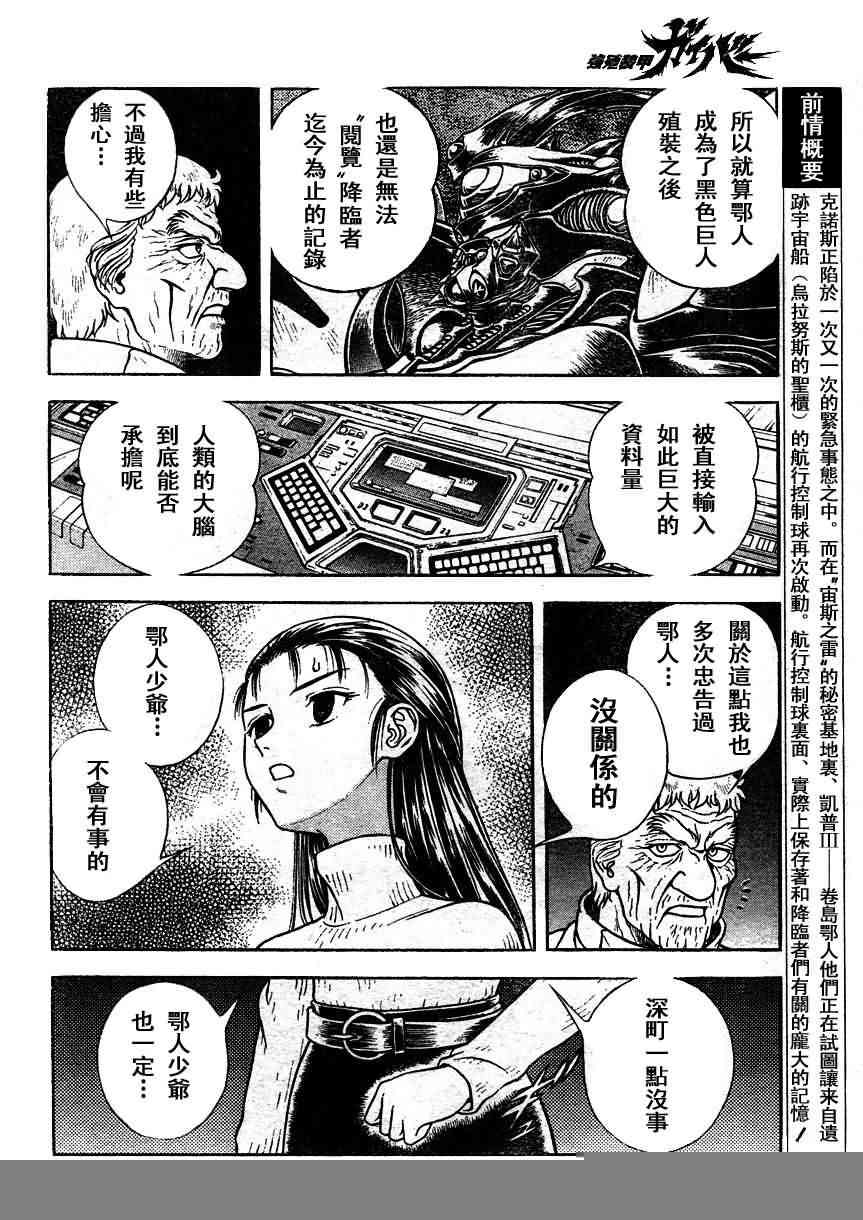 強殖裝甲
ガイバー
前情概要
克諾斯正陷於一次又一次的緊急事態之中。而在"宙斯之雷"的秘密基地裏、凱普III——卷島鄂人他們正在試圖讓来自遺
跡宇宙船（烏拉努斯的聖櫃）的航行控制球再次啟動。航行控制球裏面、實際上保存著和降臨者們有關的龐大的記憶！
所以就算鄂人
成為了黑色巨人
殖裝之後
也還是無法
"閱覽"降臨者
迄今為止的記錄
不過我有些
擔心…
被直接輸入
如此巨大的
資料量
人類的大腦
到底能否
承擔呢
關於這點我也
多次忠告過
鄂人…
沒關係的
鄂人少爺…
不會有事的
深町一點沒事
鄂人少爺
也一定…